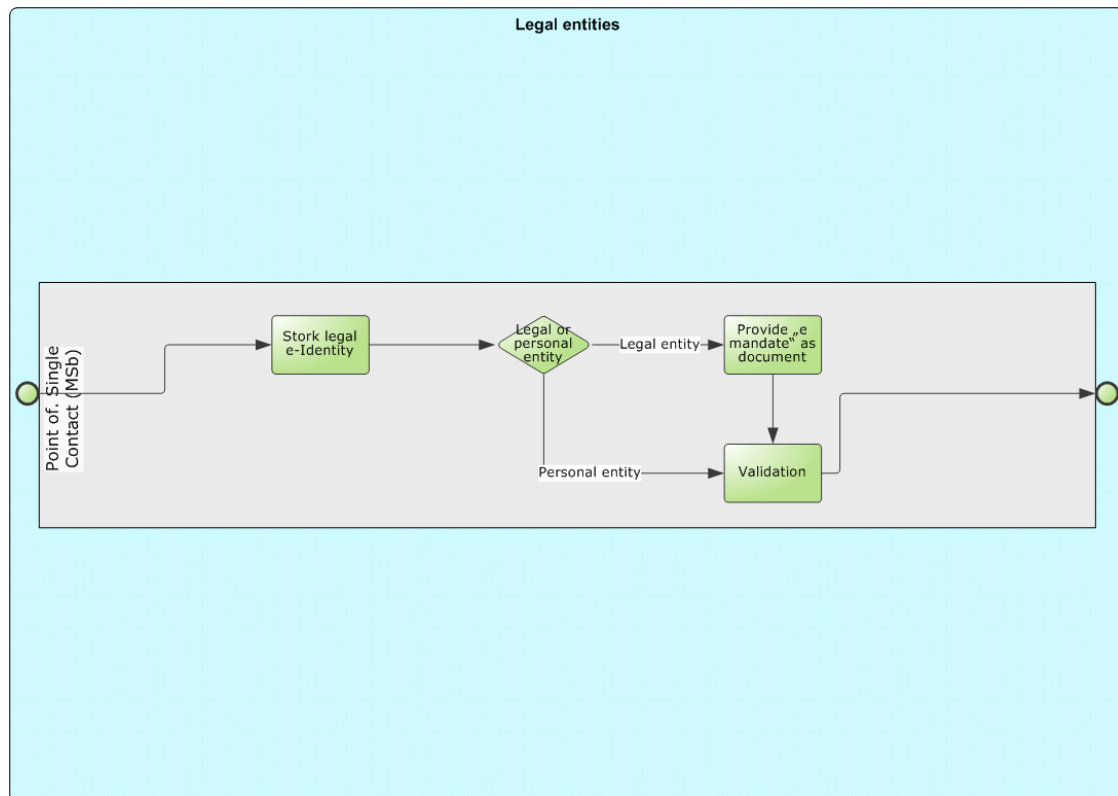 Legal entities
Point of. Single
Contact (MSb)
Stork legal
e-Identity
Legal or
personal
entity
Legal entity
Provide „e
mandate“ as
document
Personal entity
Validation